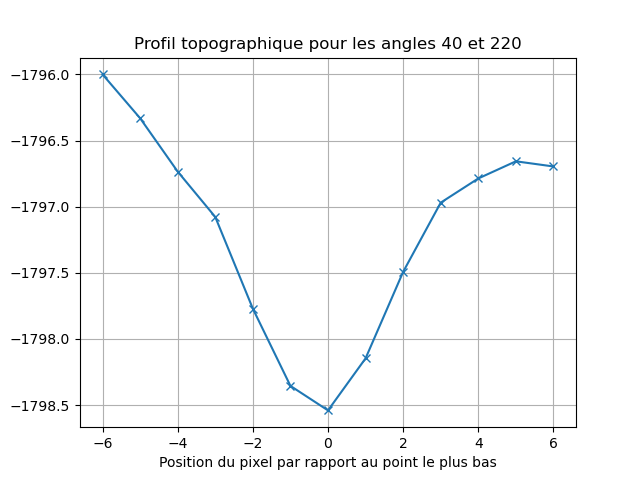 Profil topographique pour les angles 40 et 220
−1796.0
−1796.5
−1797.0
−1797.5
−1798.0
−1798.5
−6 −4 −2 0 2 4 6
Position du pixel par rapport au point le plus bas